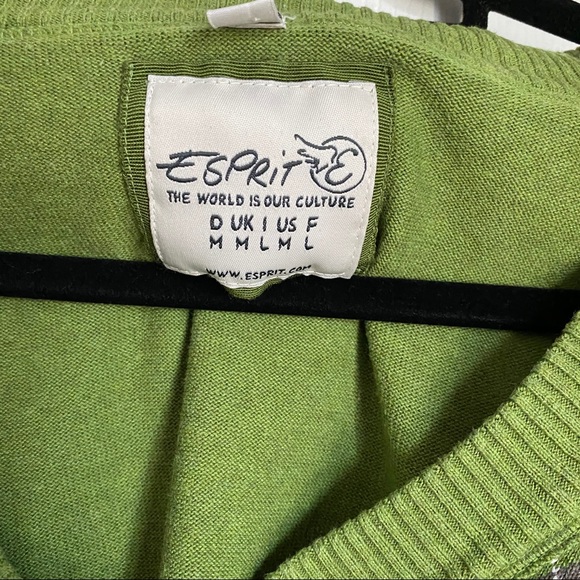 ESPRIT E
THE WORLD IS OUR CULTURE
D UK I US F
M M L M L
WWW.ESPRIT.COM